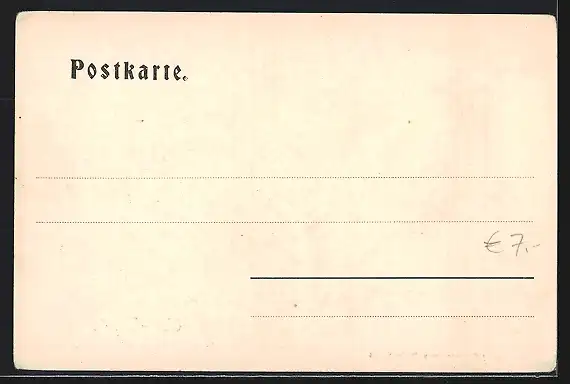 Postkarte.
€ 7,-